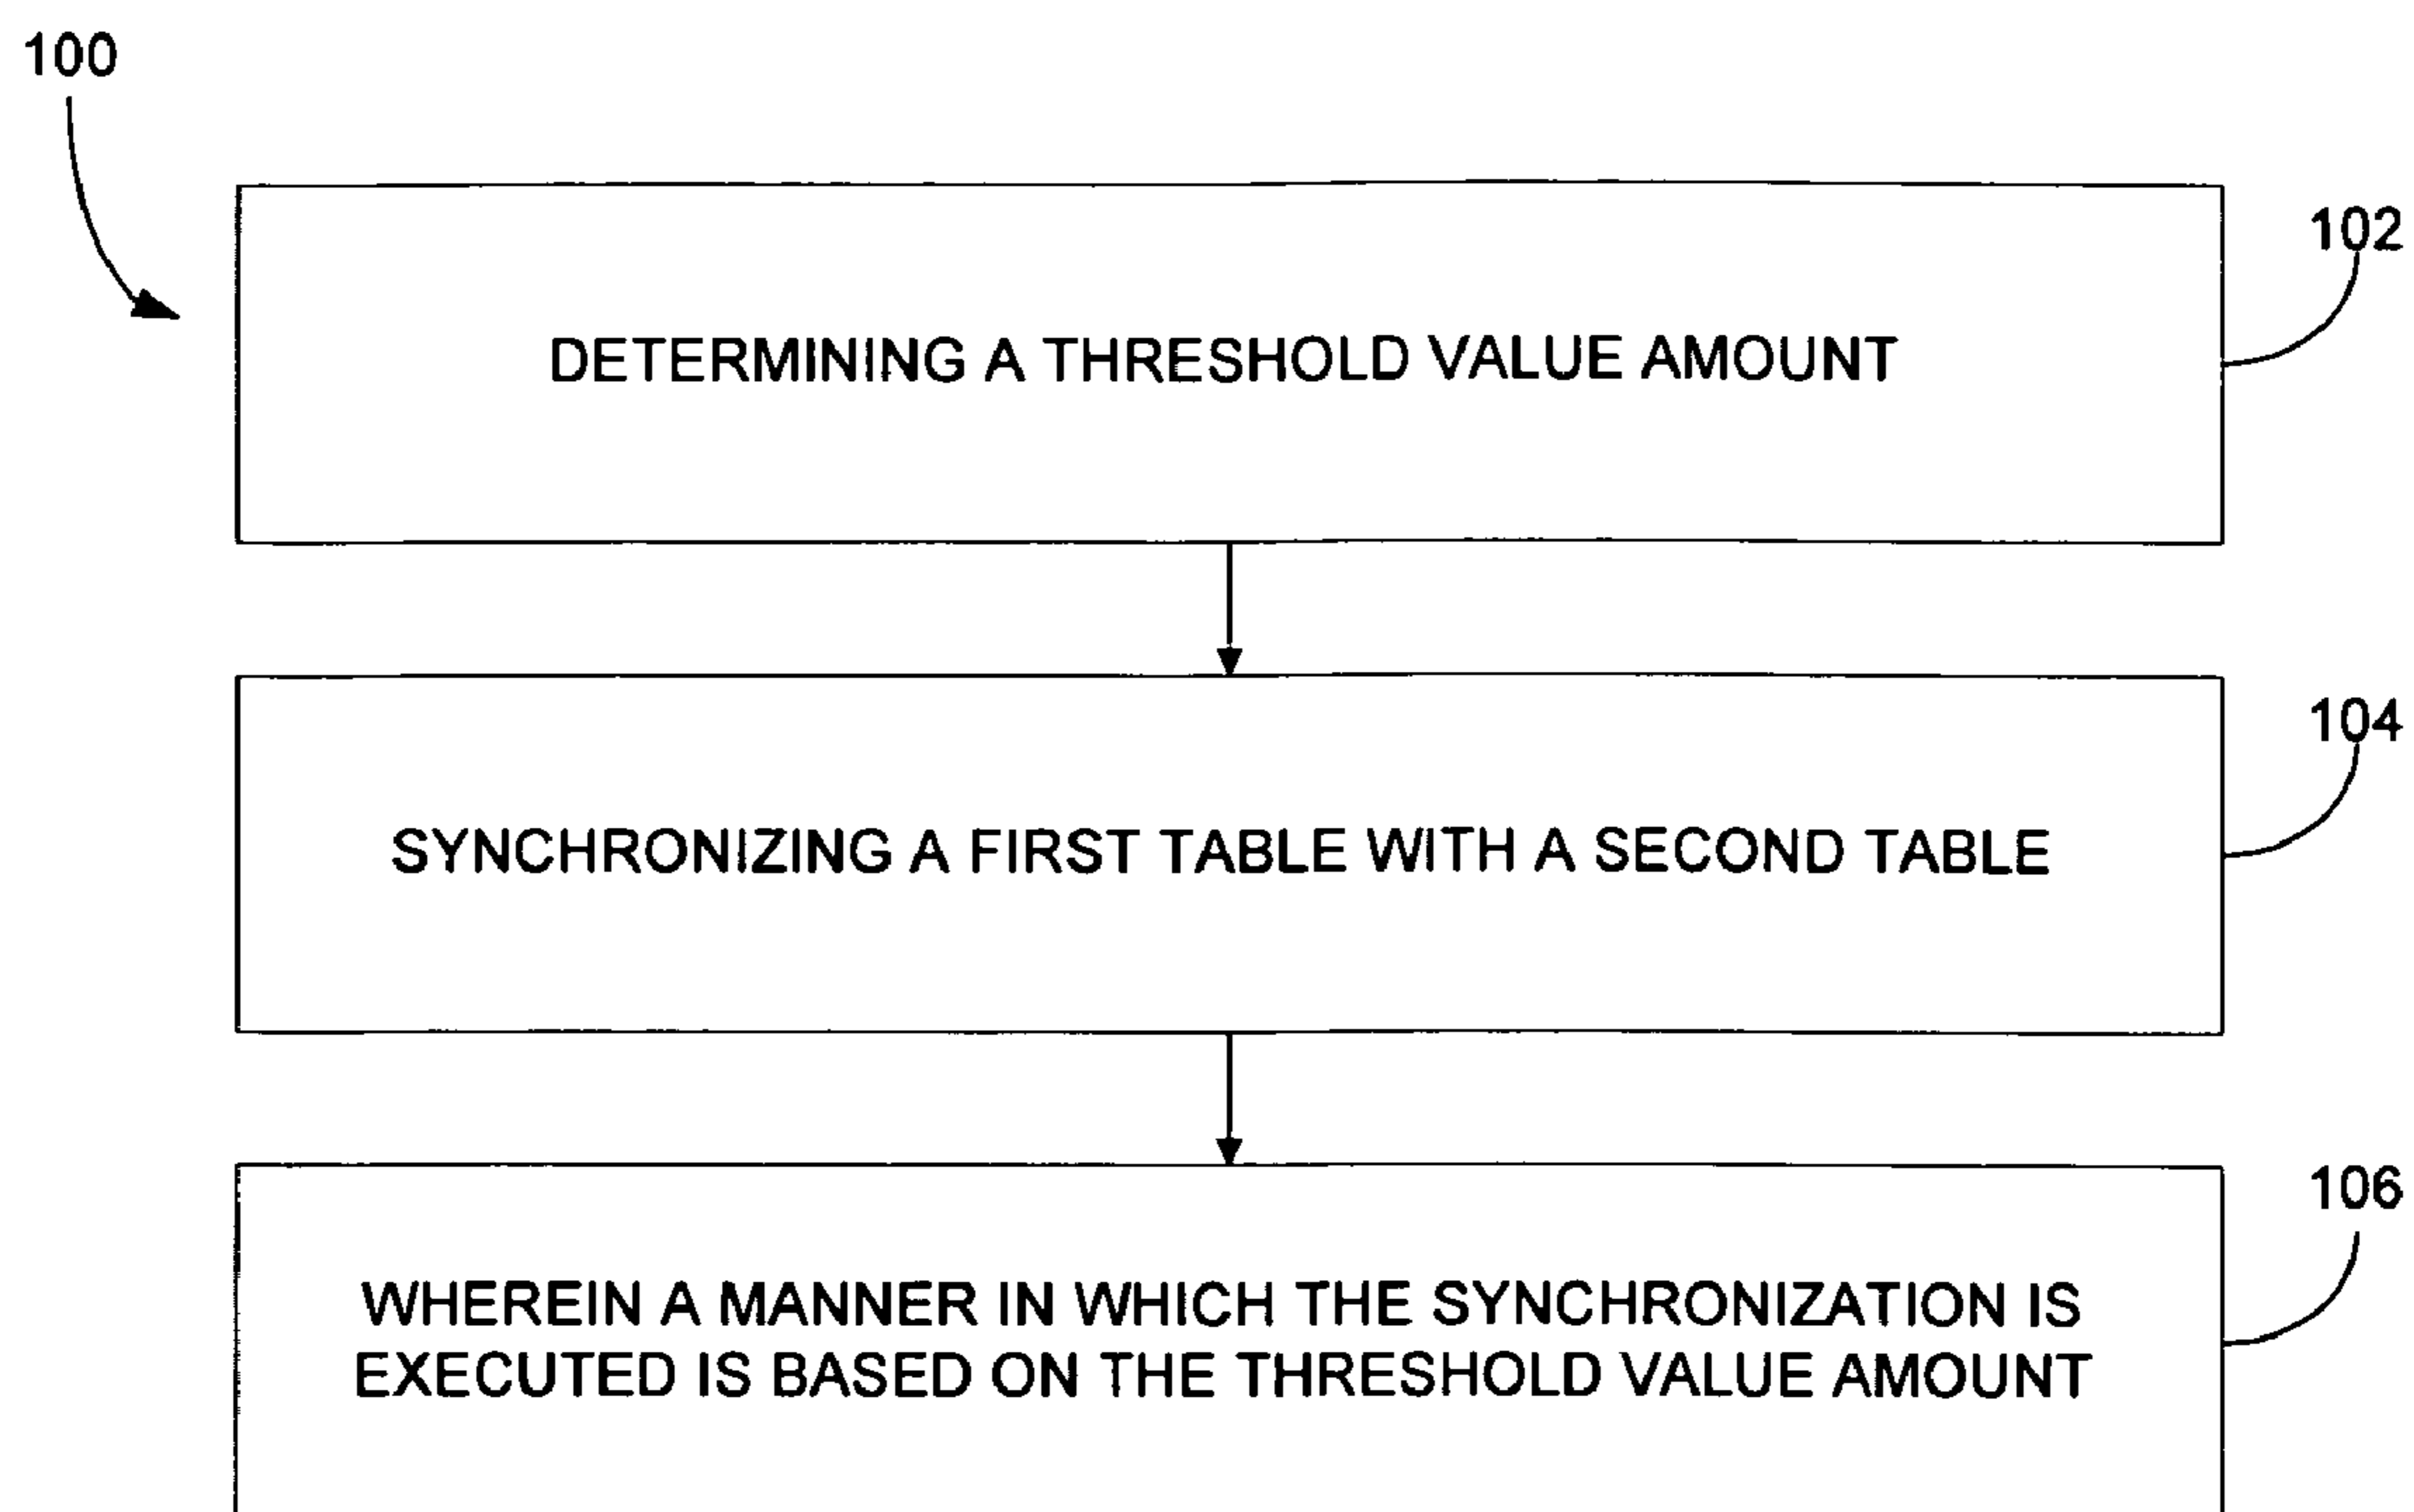 100
102
DETERMINING A THRESHOLD VALUE AMOUNT
104
SYNCHRONIZING A FIRST TABLE WITH A SECOND TABLE
106
WHEREIN A MANNER IN WHICH THE SYNCHRONIZATION IS
EXECUTED IS BASED ON THE THRESHOLD VALUE AMOUNT